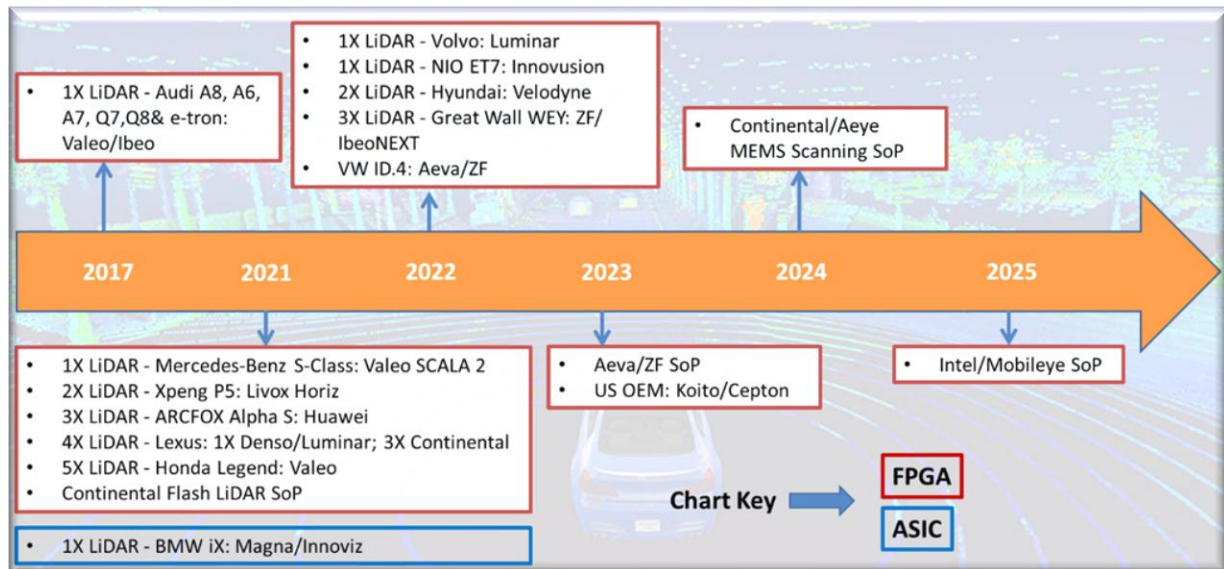 • 1X LiDAR - Audi A8, A6,
A7, Q7,Q8& e-tron:
Valeo/Ibeo
• 1X LiDAR - Volvo: Luminar
• 1X LiDAR - NIO ET7: Innovusion
• 2X LiDAR - Hyundai: Velodyne
• 3X LiDAR - Great Wall WEY: ZF/
IbeoNEXT
• VW ID.4: Aeva/ZF
• Continental/Aeye
MEMS Scanning SoP
2017 2021 2022 2023 2024 2025
• 1X LiDAR - Mercedes-Benz S-Class: Valeo SCALA 2
• 2X LiDAR - Xpeng P5: Livox Horiz
• 3X LiDAR - ARCFOX Alpha S: Huawei
• 4X LiDAR - Lexus: 1X Denso/Luminar; 3X Continental
• 5X LiDAR - Honda Legend: Valeo
• Continental Flash LiDAR SoP
• 1X LiDAR - BMW iX: Magna/Innoviz
• Aeva/ZF SoP
• US OEM: Koito/Cepton
• Intel/Mobileye SoP
Chart Key
FPGA
ASIC